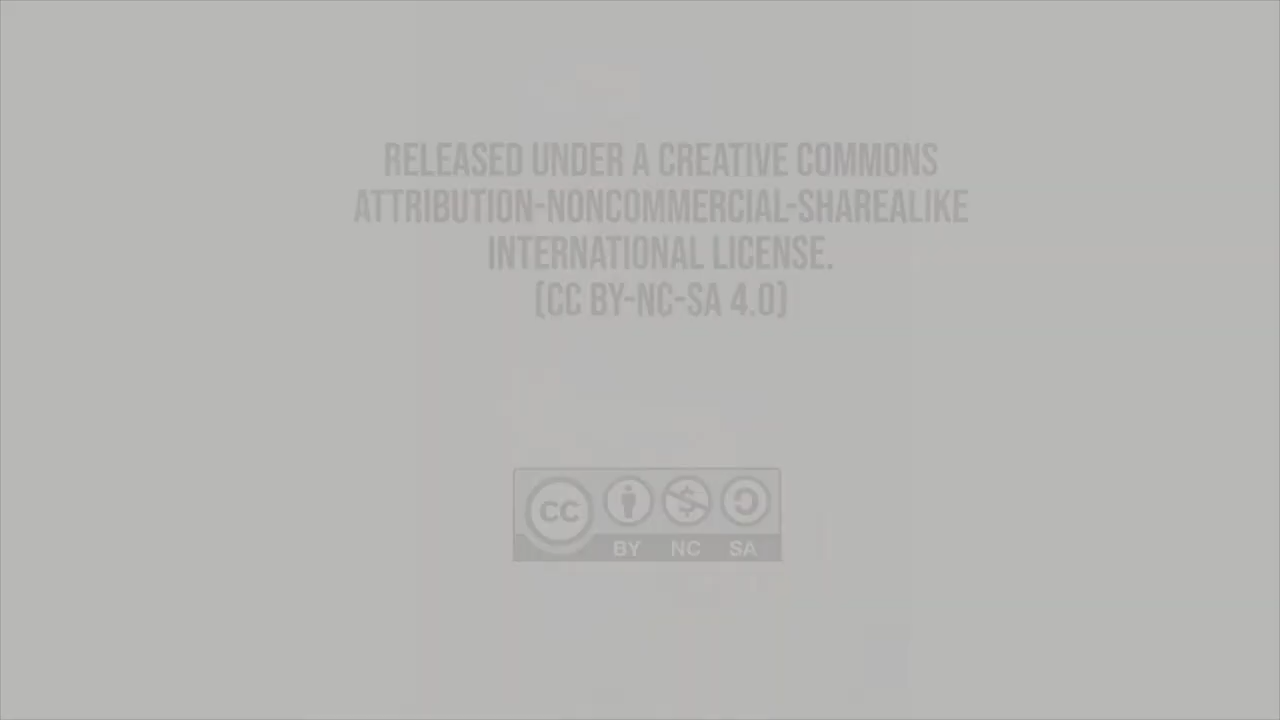 RELEASED UNDER A CREATIVE COMMONS
ATTRIBUTION-NONCOMMERCIAL-SHAREALIKE
INTERNATIONAL LICENSE.
(CC BY-NC-SA 4.0)
CC
BY NC SA